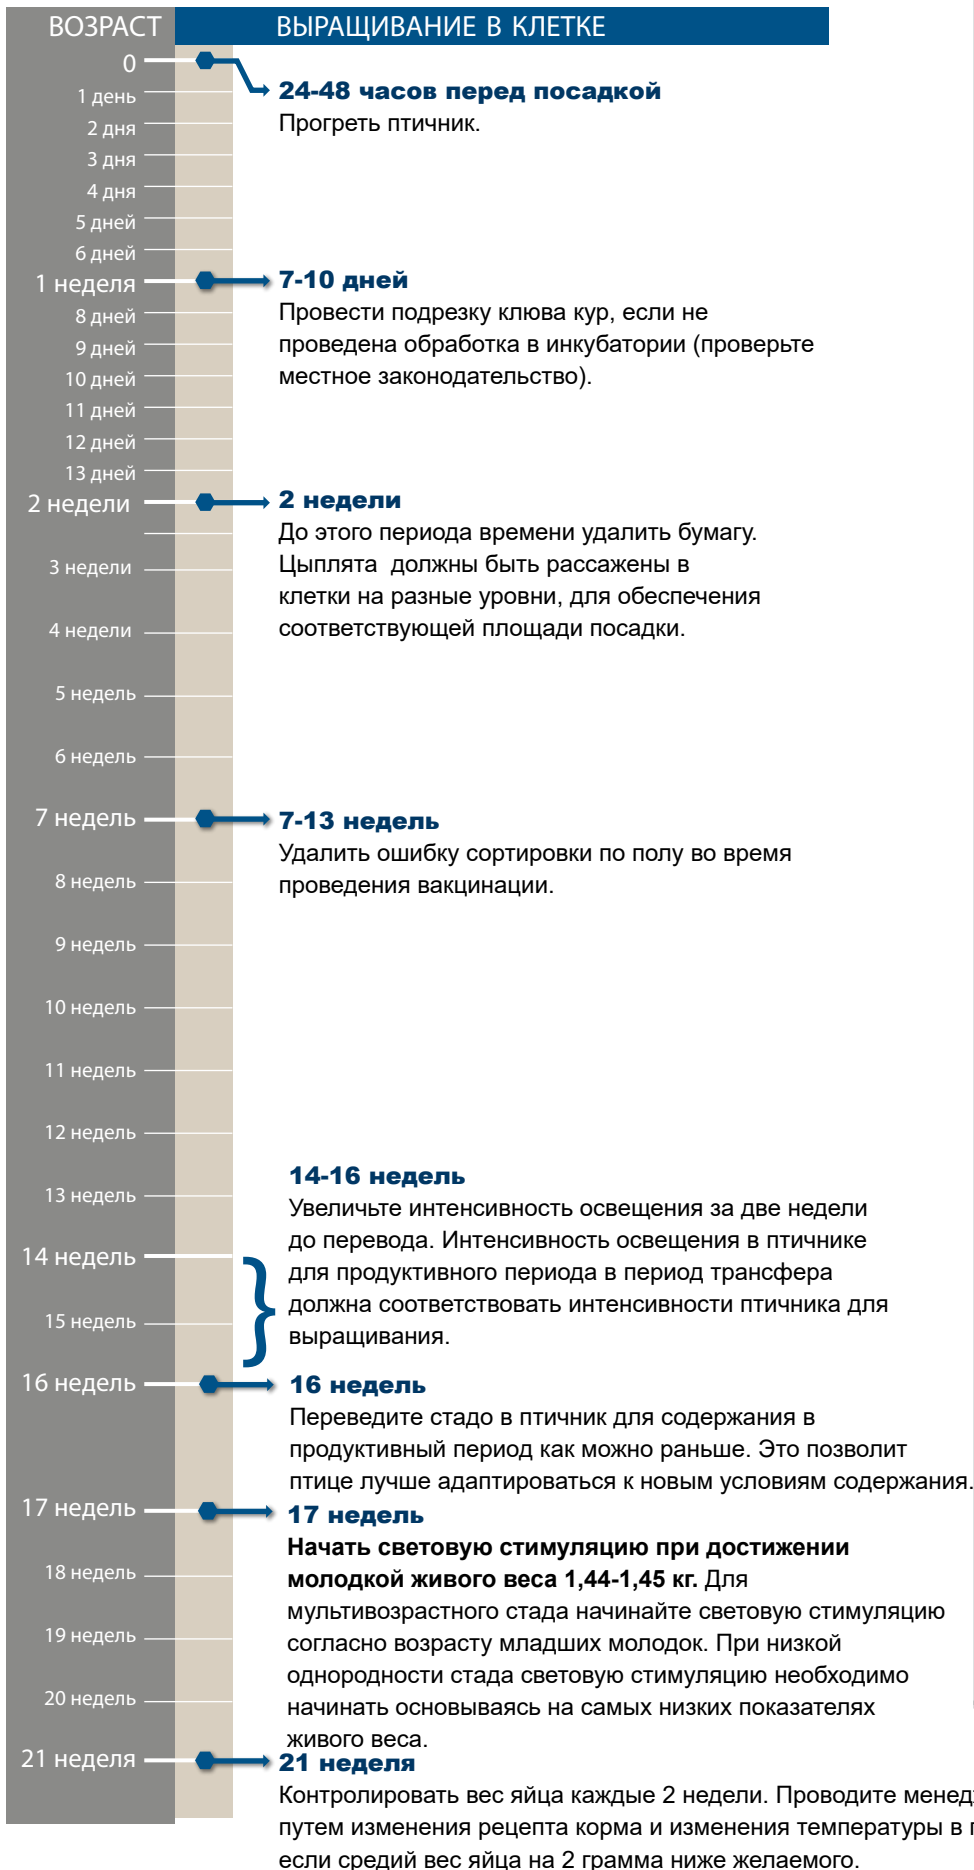 ВОЗРАСТ
ВЫРАЩИВАНИЕ В КЛЕТКЕ
0
1 день
2 дня
3 дня
4 дня
5 дней
6 дней
1 неделя
8 дней
9 дней
10 дней
11 дней
12 дней
13 дней
2 недели
3 недели
4 недели
5 недель
6 недель
7 недель
8 недель
9 недель
10 недель
11 недель
12 недель
13 недель
14 недель
15 недель
16 недель
17 недель
18 недель
19 недель
20 недель
21 неделя
24-48 часов перед посадкой
Прогреть птичник.
7-10 дней
Провести подрезку клюва кур, если не
проведена обработка в инкубатории (проверьте
местное законодательство).
2 недели
До этого периода времени удалить бумагу.
Цыплята должны быть рассажены в
клетки на разные уровни, для обеспечения
соответствующей площади посадки.
7-13 недель
Удалить ошибку сортировки по полу во время
проведения вакцинации.
14-16 недель
Увеличьте интенсивность освещения за две недели
до перевода. Интенсивность освещения в птичнике
для продуктивного периода в период трансфера
должна соответствовать интенсивности птичника для
выращивания.
16 недель
Переведите стадо в птичник для содержания в
продуктивный период как можно раньше. Это позволит
птице лучше адаптироваться к новым условиям содержания.
17 недель
Начать световую стимуляцию при достижении
молодкой живого веса 1,44-1,45 кг. Для
мультивозрастного стада начинайте световую стимуляцию
согласно возрасту младших молодок. При низкой
однородности стада световую стимуляцию необходимо
начинать основываясь на самых низких показателях
живого веса.
21 неделя
Контролировать вес яйца каждые 2 недели. Проводите
путем изменения рецепта корма и изменения температуры в
если средий вес яйца на 2 грамма ниже желаемого.